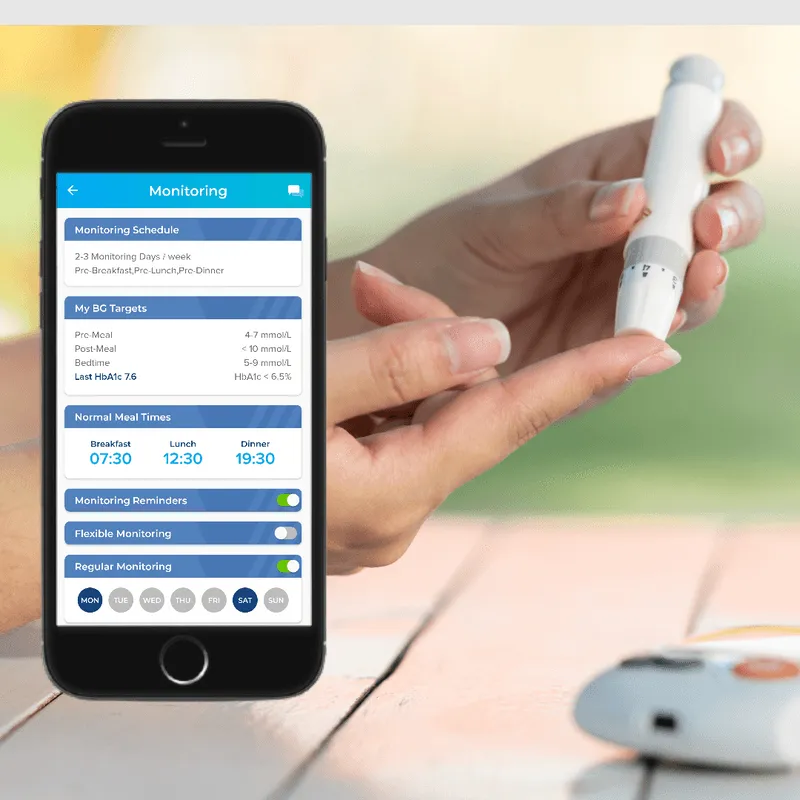 Monitoring
Monitoring Schedule
2-3 Monitoring Days / week
Pre-Breakfast,Pre-Lunch,Pre-Dinner
My BG Targets
Pre-Meal 4-7 mmol/L
Post-Meal < 10 mmol/L
Bedtime 5-9 mmol/L
Last HbA1c 7.6 HbA1c < 6.5%
Normal Meal Times
Breakfast Lunch Dinner
07:30 12:30 19:30
Monitoring Reminders
Flexible Monitoring
Regular Monitoring
MON TUE WED THU FRI SAT SUN